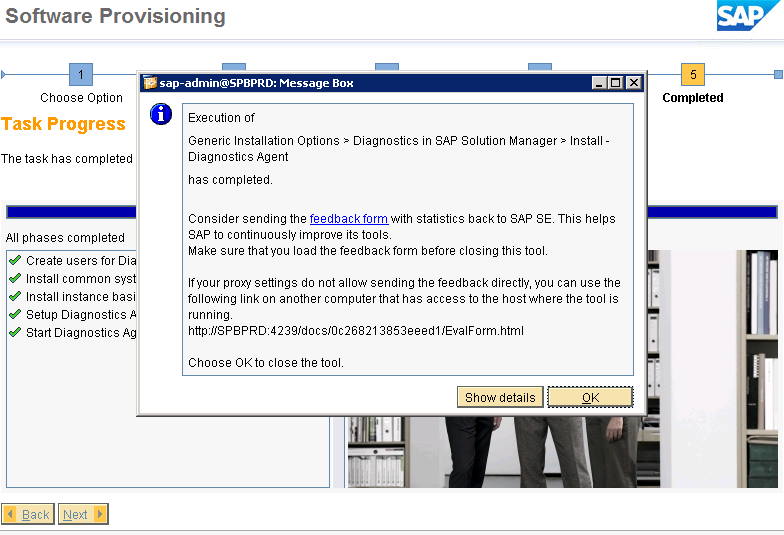 Software Provisioning
SAP
1
5
Choose Option
Completed
Task Progress
The task has completed
All phases completed
Create users for Dia
Install common syst
Install instance basi
Setup Diagnostics A
Start Diagnostics Ag
sap-admin@SPBPRD: Message Box
Execution of
Generic Installation Options > Diagnostics in SAP Solution Manager > Install -
Diagnostics Agent
has completed.
Consider sending the feedback form with statistics back to SAP SE. This helps
SAP to continuously improve its tools.
Make sure that you load the feedback form before closing this tool.
If your proxy settings do not allow sending the feedback directly, you can use the
following link on another computer that has access to the host where the tool is
running.
http://SPBPRD:4239/docs/0c268213853eeed1/EvalForm.html
Choose OK to close the tool.
Show details
OK
Back
Next